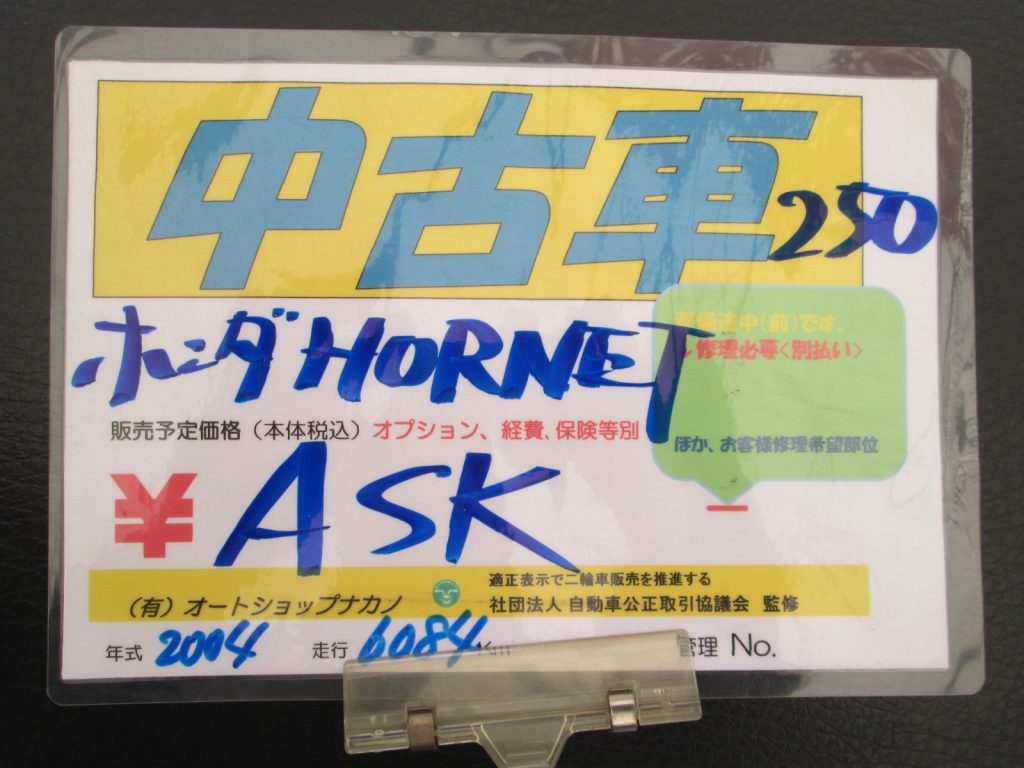 中古車
250
ホンダ HORNET
整備途中(前)です。
修理必要<別払い>
販売予定価格（本体税込）オプション、経費、保険等別
ほか、お客様修理希望部位
¥ ASK
適正表示で二輪車販売を推進する
（有）オートショップナカノ
社団法人 自動車公正取引協議会 監修
年式 2004 走行 6084 Km 管理 No.